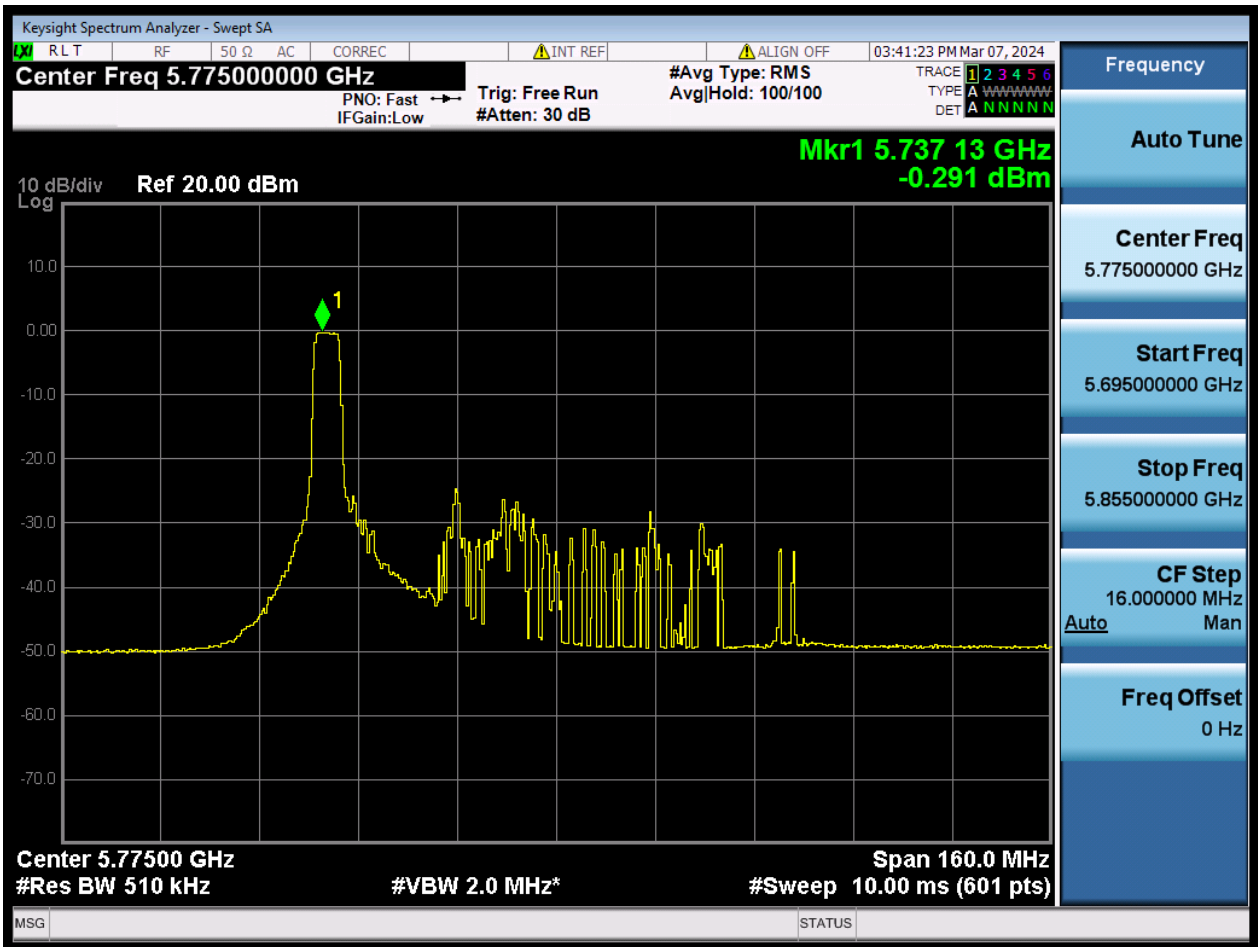 Keysight Spectrum Analyzer - Swept SA
LXI RLT RF 50 Ω AC CORREC INT REF ALIGN OFF 03:41:23 PM Mar 07, 2024
Center Freq 5.775000000 GHz
PNO: Fast
IFGain:Low
Trig: Free Run
#Atten: 30 dB
#Avg Type: RMS
Avg|Hold: 100/100
TRACE 1 2 3 4 5 6
TYPE A WWWWW
DET A N N N N N
Mkr1 5.737 13 GHz
-0.291 dBm
10 dB/div Ref 20.00 dBm
Log
1
10.0
0.00
-10.0
-20.0
-30.0
-40.0
-50.0
-60.0
-70.0
Center 5.77500 GHz Span 160.0 MHz
#Res BW 510 kHz #VBW 2.0 MHz* #Sweep 10.00 ms (601 pts)
MSG STATUS
Frequency
Auto Tune
Center Freq
5.775000000 GHz
Start Freq
5.695000000 GHz
Stop Freq
5.855000000 GHz
CF Step
16.000000 MHz
Auto Man
Freq Offset
0 Hz